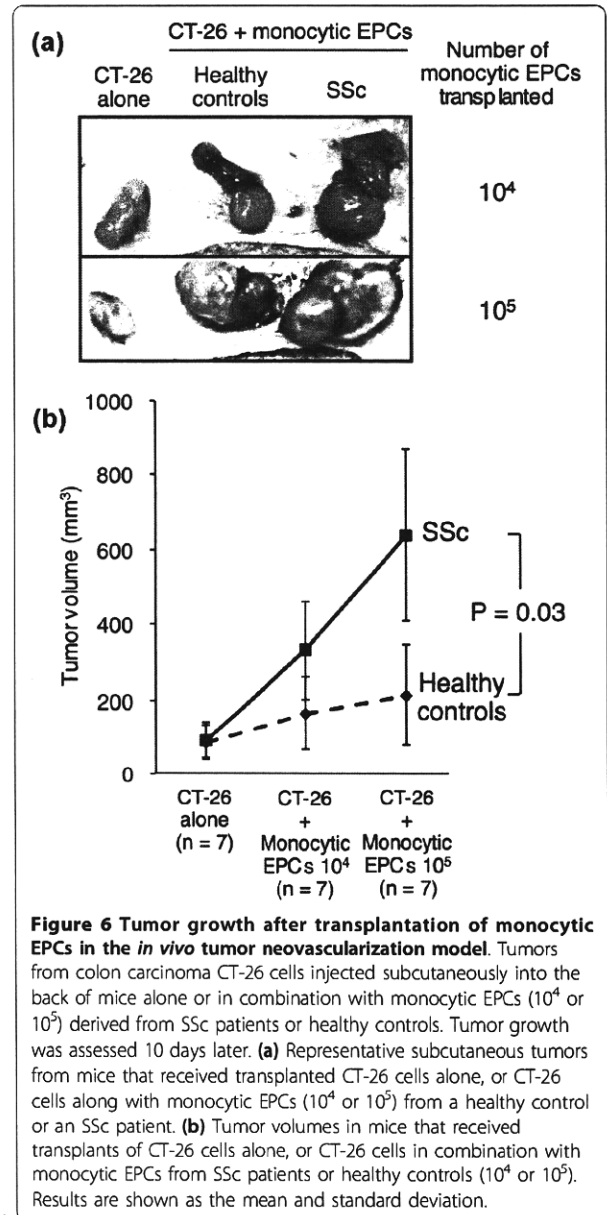 (a)
CT-26 + monocytic EPCs
CT-26
alone
Healthy
controls
SSc
Number of
monocytic EPCs
transplanted
10⁴
10⁵
(b)
Tumor volume (mm³)
1000
800
600
400
200
0
SSc
P = 0.03
Healthy
controls
CT-26
alone
(n = 7)
CT-26
+
Monocytic
EPCs 10⁴
(n = 7)
CT-26
+
Monocytic
EPCs 10⁵
(n = 7)
Figure 6 Tumor growth after transplantation of monocytic
EPCs in the in vivo tumor neovascularization model. Tumors
from colon carcinoma CT-26 cells injected subcutaneously into the
back of mice alone or in combination with monocytic EPCs (10⁴ or
10⁵) derived from SSc patients or healthy controls. Tumor growth
was assessed 10 days later. (a) Representative subcutaneous tumors
from mice that received transplanted CT-26 cells alone, or CT-26
cells along with monocytic EPCs (10⁴ or 10⁵) from a healthy control
or an SSc patient. (b) Tumor volumes in mice that received
transplants of CT-26 cells alone, or CT-26 cells in combination with
monocytic EPCs from SSc patients or healthy controls (10⁴ or 10⁵).
Results are shown as the mean and standard deviation.